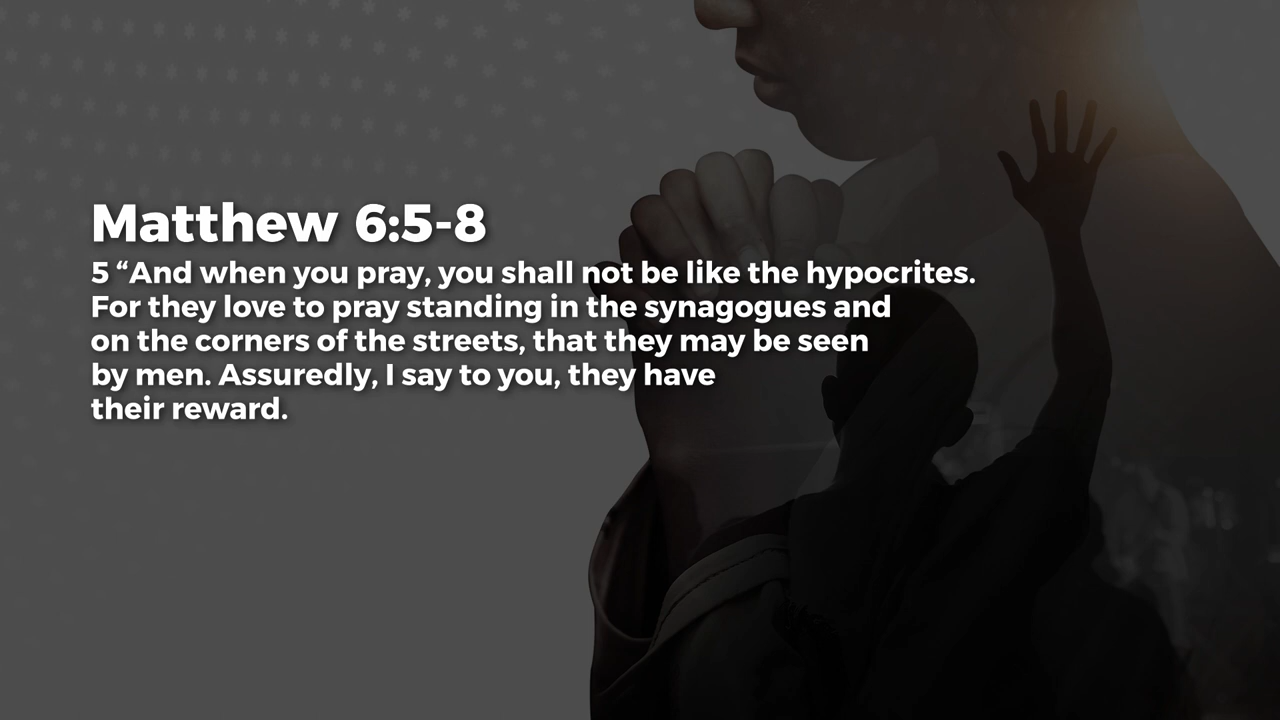 Matthew 6:5-8
5 “And when you pray, you shall not be like the hypocrites.
For they love to pray standing in the synagogues and
on the corners of the streets, that they may be seen
by men. Assuredly, I say to you, they have
their reward.